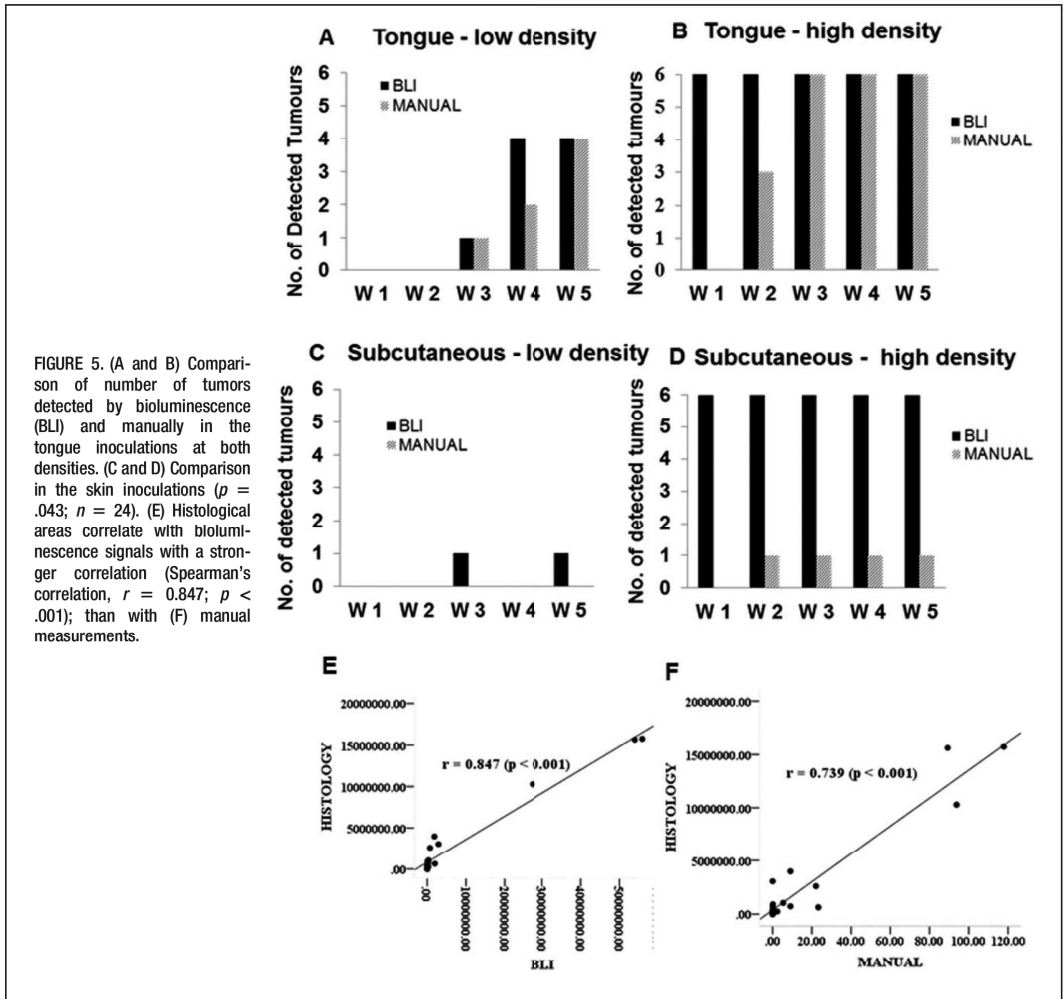 A Tongue - low density
No. of Detected Tumours
6
5
4
3
2
1
0
BLI
MANUAL
W 1 W 2 W 3 W 4 W 5
B Tongue - high density
No. of detected tumours
6
5
4
3
2
1
0
BLI
MANUAL
W 1 W 2 W 3 W 4 W 5
FIGURE 5. (A and B) Compari-
son of number of tumors
detected by bioluminescence
(BLI) and manually in the
tongue inoculations at both
densities. (C and D) Comparison
in the skin inoculations (p =
.043; n = 24). (E) Histological
areas correlate with biolumi-
nescence signals with a stron-
ger correlation (Spearman's
correlation, r = 0.847; p <
.001); than with (F) manual
measurements.
C Subcutaneous - low density
No. of detected tumours
6
5
4
3
2
1
0
BLI
MANUAL
W 1 W 2 W 3 W 4 W 5
D Subcutaneous - high density
No. of detected tumours
6
5
4
3
2
1
0
BLI
MANUAL
W 1 W 2 W 3 W 4 W 5
E
HISTOLOGY
20000000.00
15000000.00
10000000.00
5000000.00
.00
r = 0.847 (p < 0.001)
.00
BLI
F
HISTOLOGY
20000000.00
15000000.00
10000000.00
5000000.00
.00
r = 0.739 (p < 0.001)
.00 20.00 40.00 60.00 80.00 100.00 120.00
MANUAL